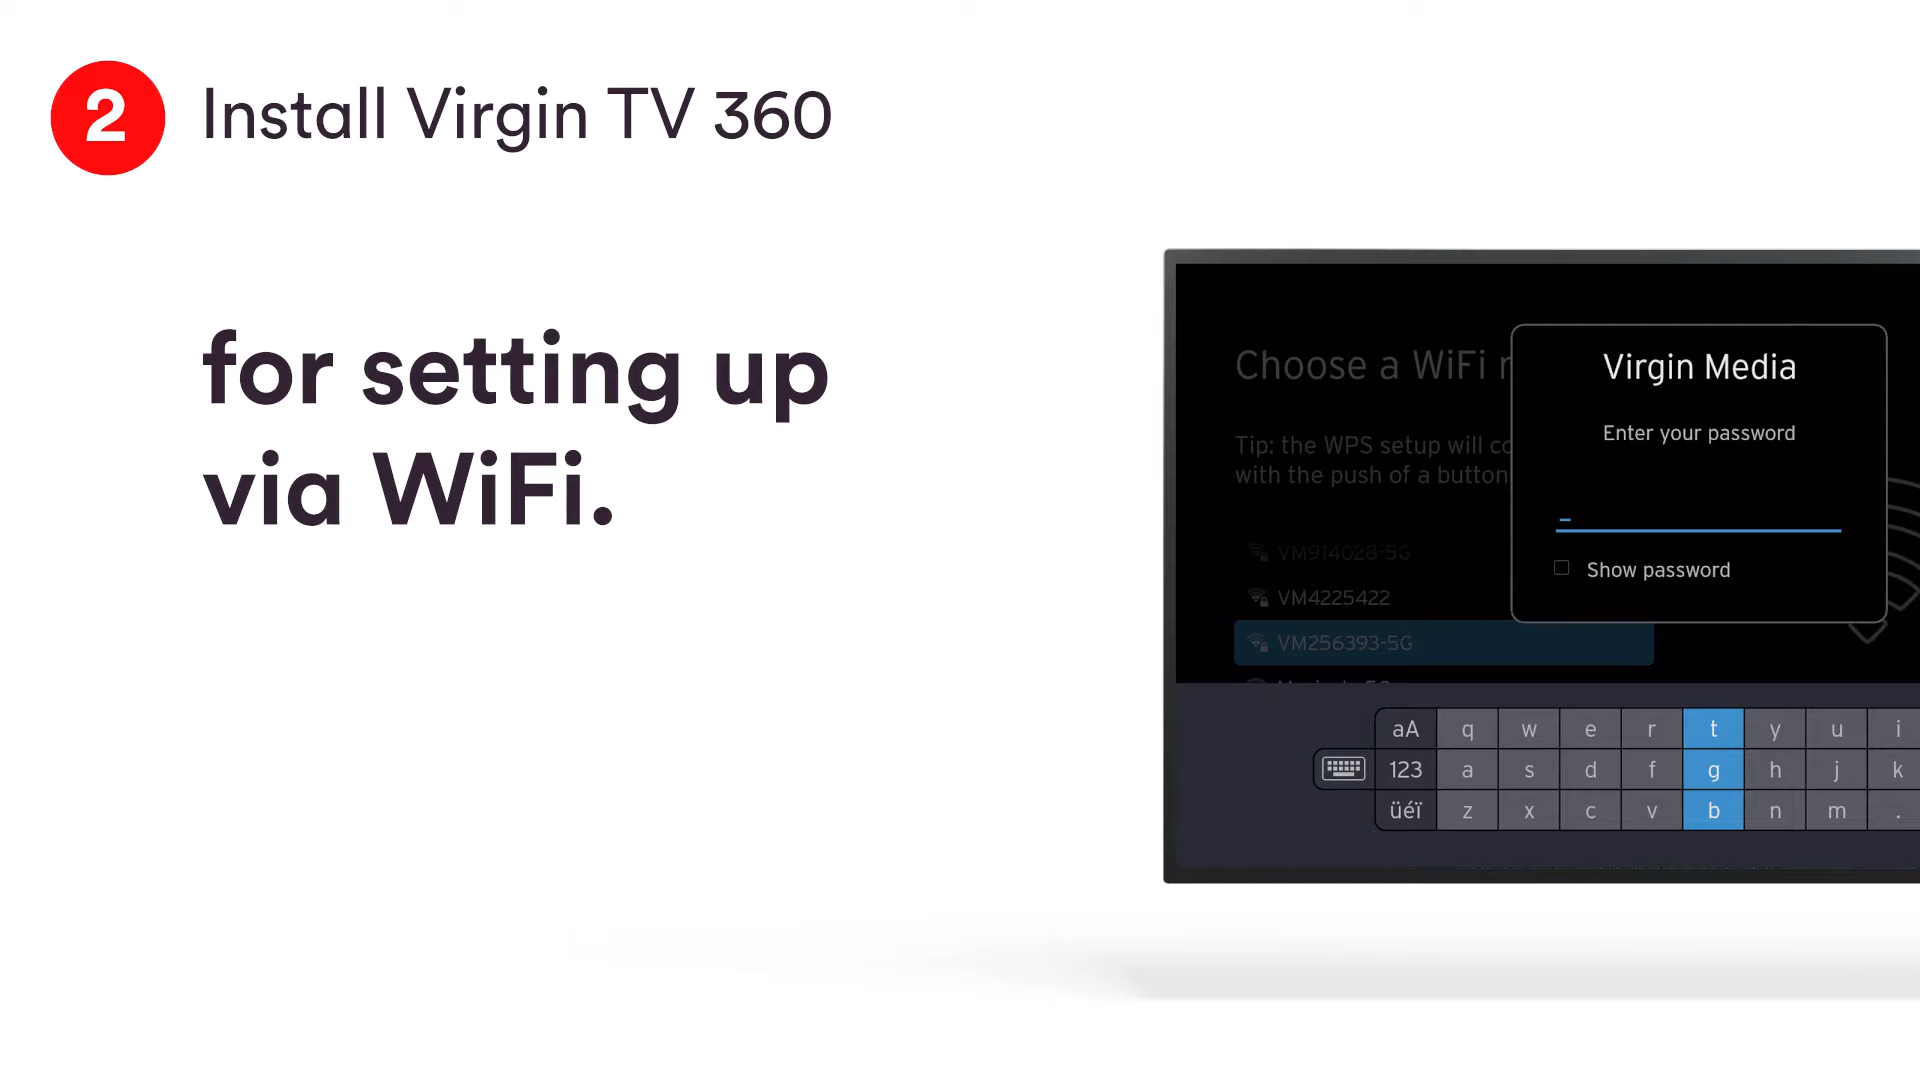 2 Install Virgin TV 360
for setting up
via WiFi.
Choose a WiFi
Tip: the WPS setup will
with the push of a button
VM914028-5G
VM4225422
VM256393-5G
Virgin Media
Enter your password
_
Show password
aA q w e r t y u i
123 a s d f g h j k
üéï z x c v b n m .